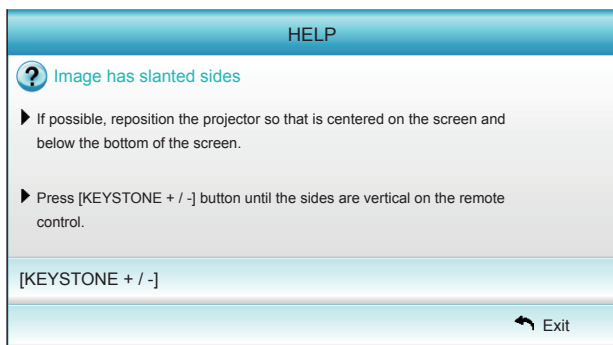 HELP
? Image has slanted sides
If possible, reposition the projector so that is centered on the screen and
below the bottom of the screen.
Press [KEYSTONE + / -] button until the sides are vertical on the remote
control.
[KEYSTONE + / -]
Exit